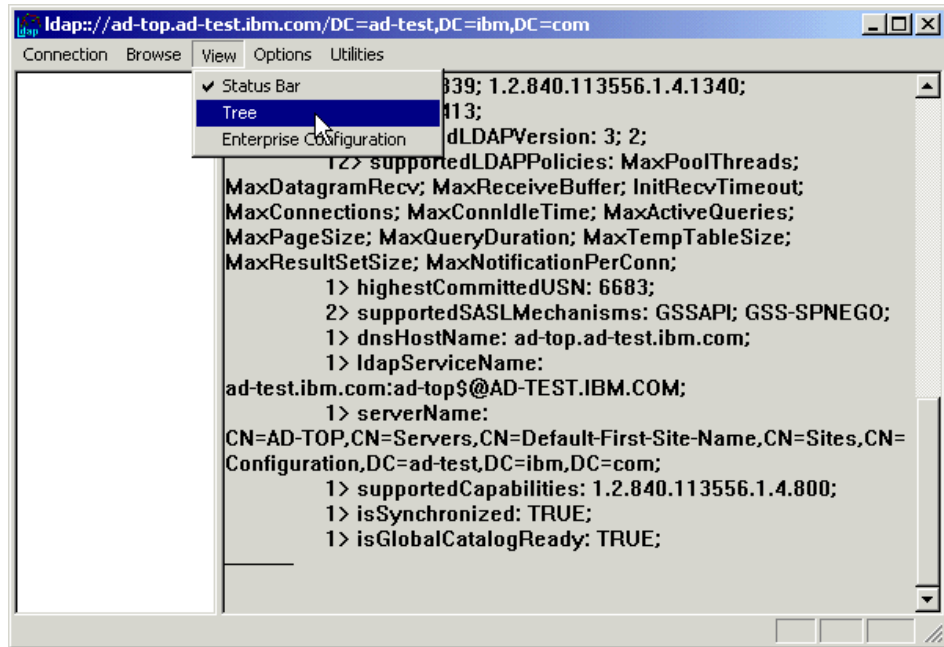 ldap
ldap://ad-top.ad-test.ibm.com/DC=ad-test,DC=ibm,DC=com
Connection Browse View Options Utilities
Status Bar
Tree
Enterprise Configuration
339; 1.2.840.113556.1.4.1340;
413;
dLDAPVersion: 3; 2;
12> supportedLDAPPolicies: MaxPoolThreads;
MaxDatagramRecv; MaxReceiveBuffer; InitRecvTimeout;
MaxConnections; MaxConnIdleTime; MaxActiveQueries;
MaxPageSize; MaxQueryDuration; MaxTempTableSize;
MaxResultSetSize; MaxNotificationPerConn;
1> highestCommittedUSN: 6683;
2> supportedSASLMechanisms: GSSAPI; GSS-SPNEGO;
1> dnsHostName: ad-top.ad-test.ibm.com;
1> ldapServiceName:
ad-test.ibm.com:ad-top$@AD-TEST.IBM.COM;
1> serverName:
CN=AD-TOP,CN=Servers,CN=Default-First-Site-Name,CN=Sites,CN=
Configuration,DC=ad-test,DC=ibm,DC=com;
1> supportedCapabilities: 1.2.840.113556.1.4.800;
1> isSynchronized: TRUE;
1> isGlobalCatalogReady: TRUE;